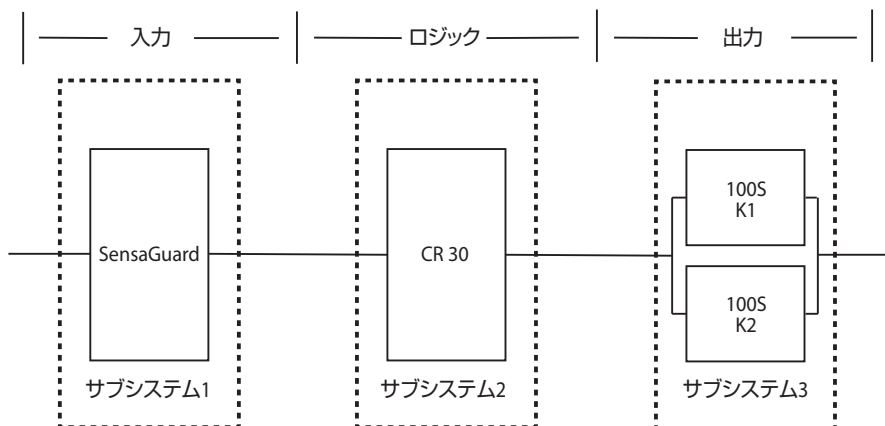 入力
ロジック
出力
SensaGuard
CR 30
100S
K1
100S
K2
サブシステム1
サブシステム2
サブシステム3